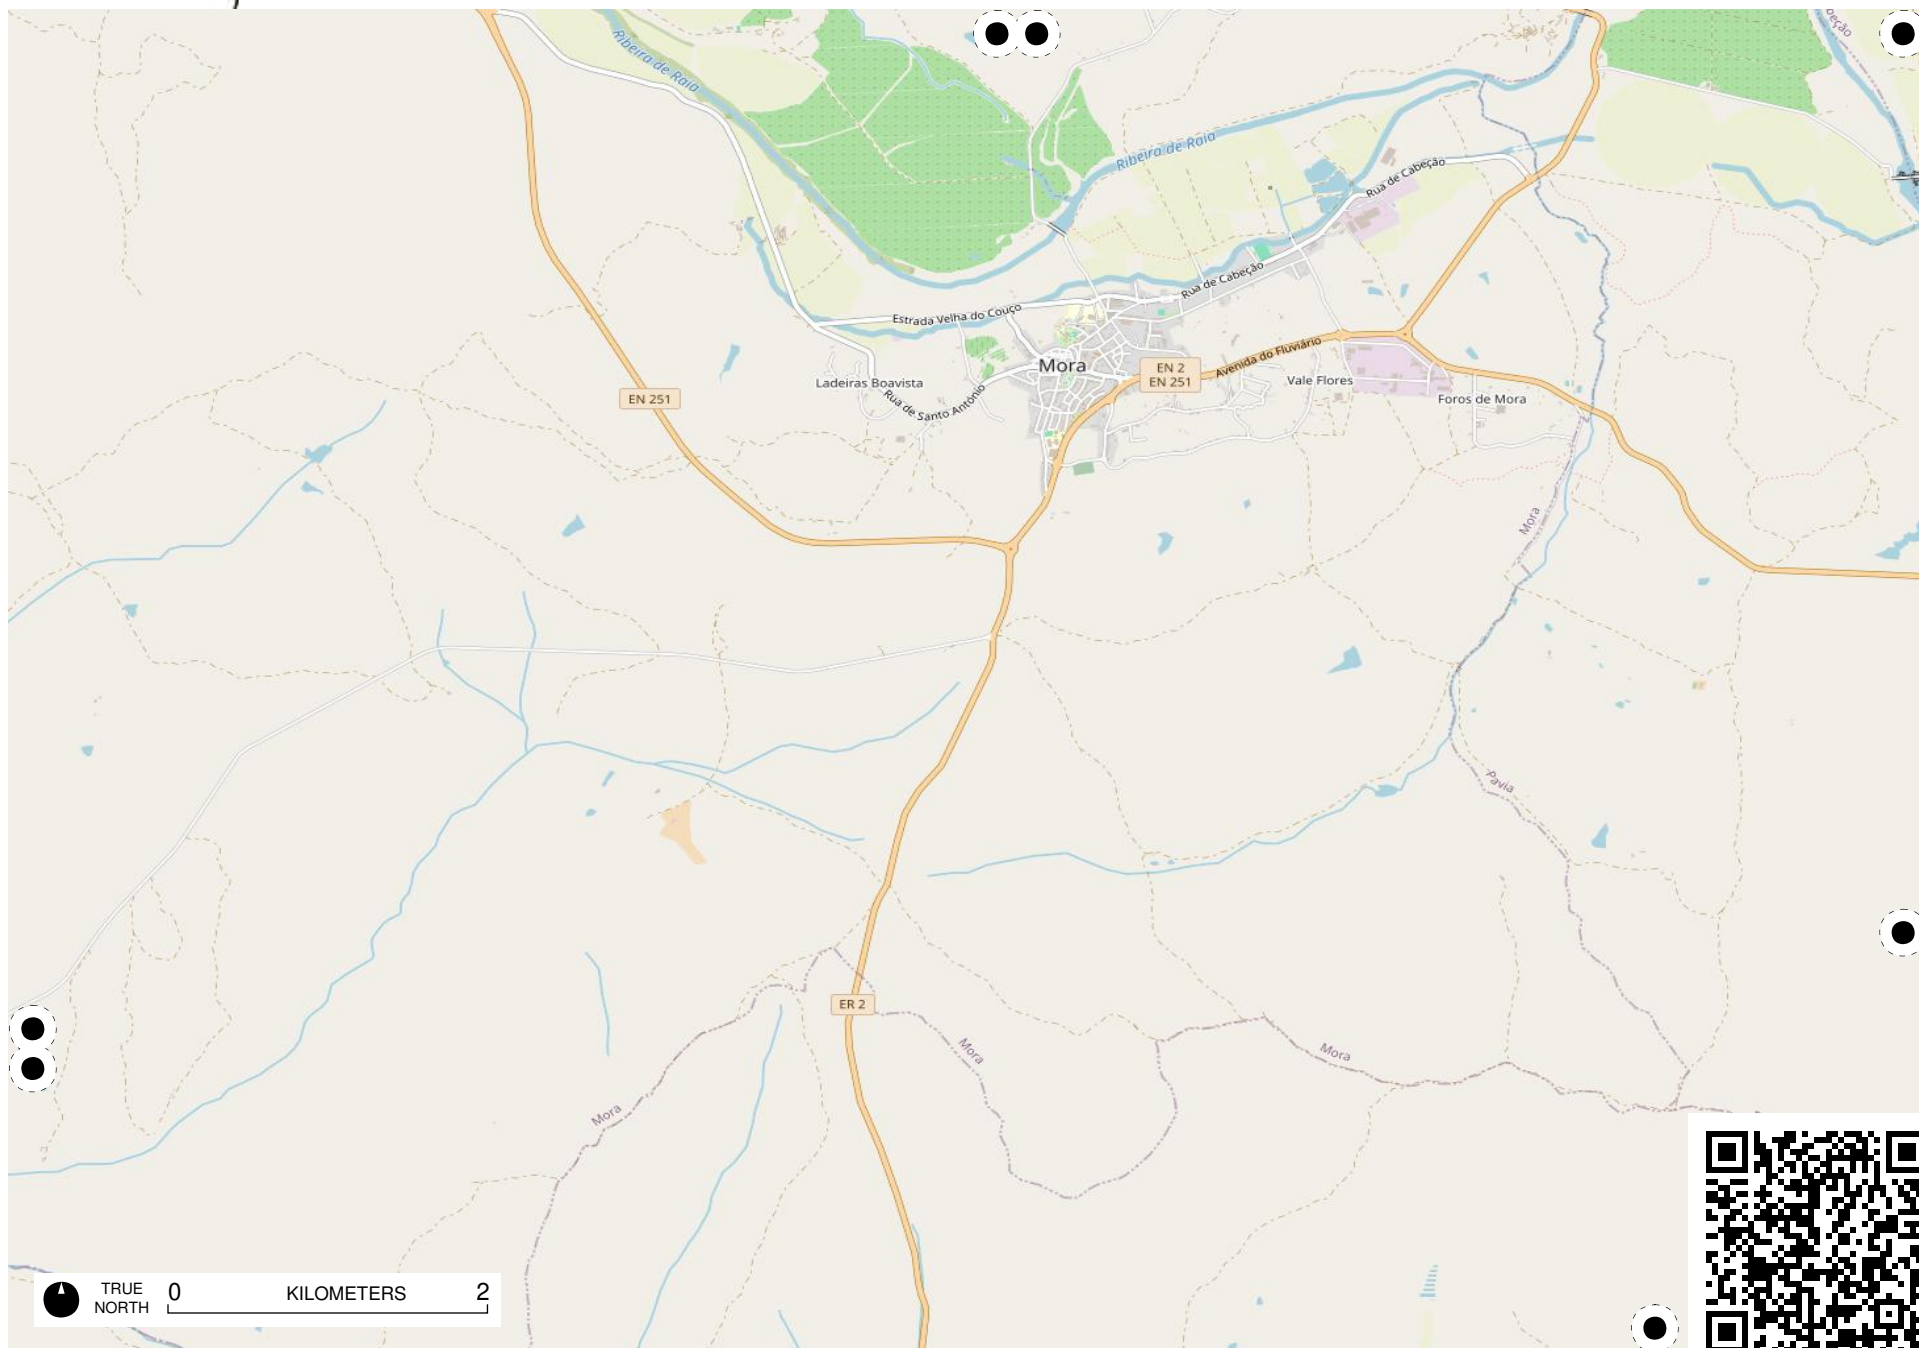 Ribeira de Raia
Ribeira de Raia
Rua de Cabeção
Rua de Cabeção
Estrada Velha do Couço
Mora
EN 2
EN 251
Avenida do Fluviário
Ladeiras Boavista
Vale Flores
EN 251
Rua de Santo António
Foros de Mora
Mora
Pavia
ER 2
Mora
Mora
Mora
TRUE
NORTH
0 KILOMETERS 2